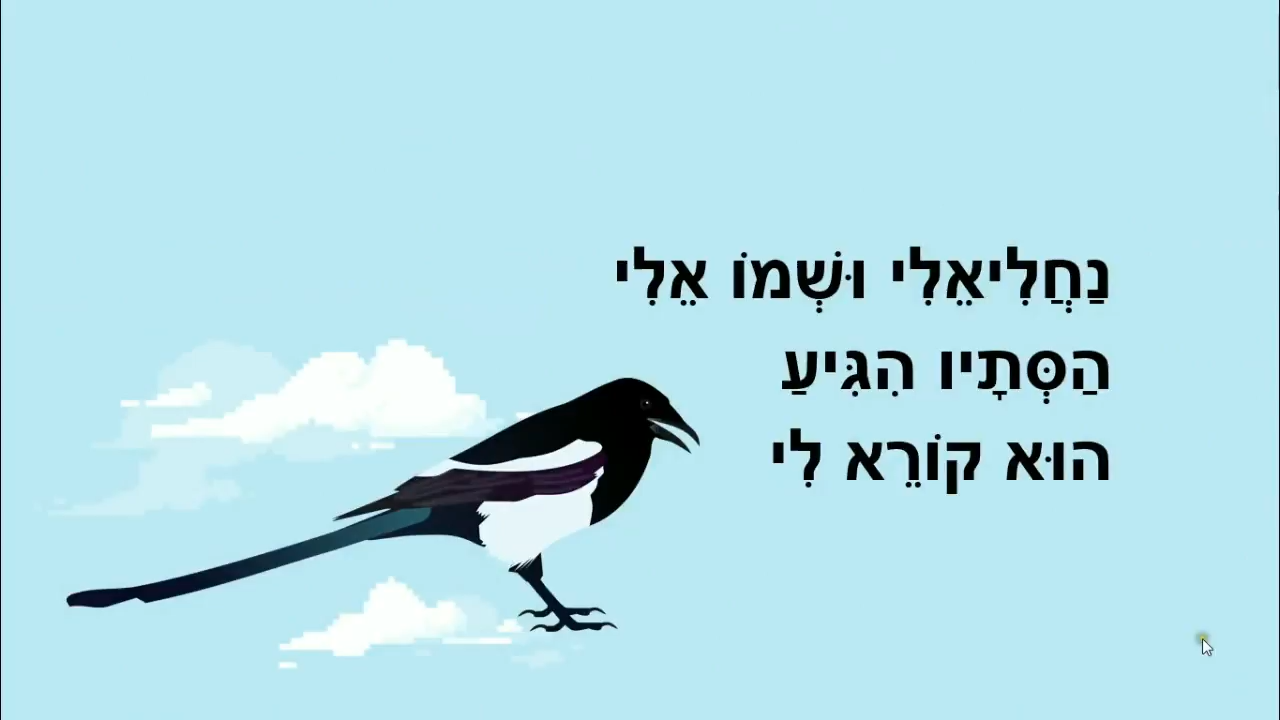 נַחֲלִיאֵלִי וּשְׁמוֹ אֵלִי
הַסְּתָיו הִגִּיעַ
הוּא קוֹרֵא לִי